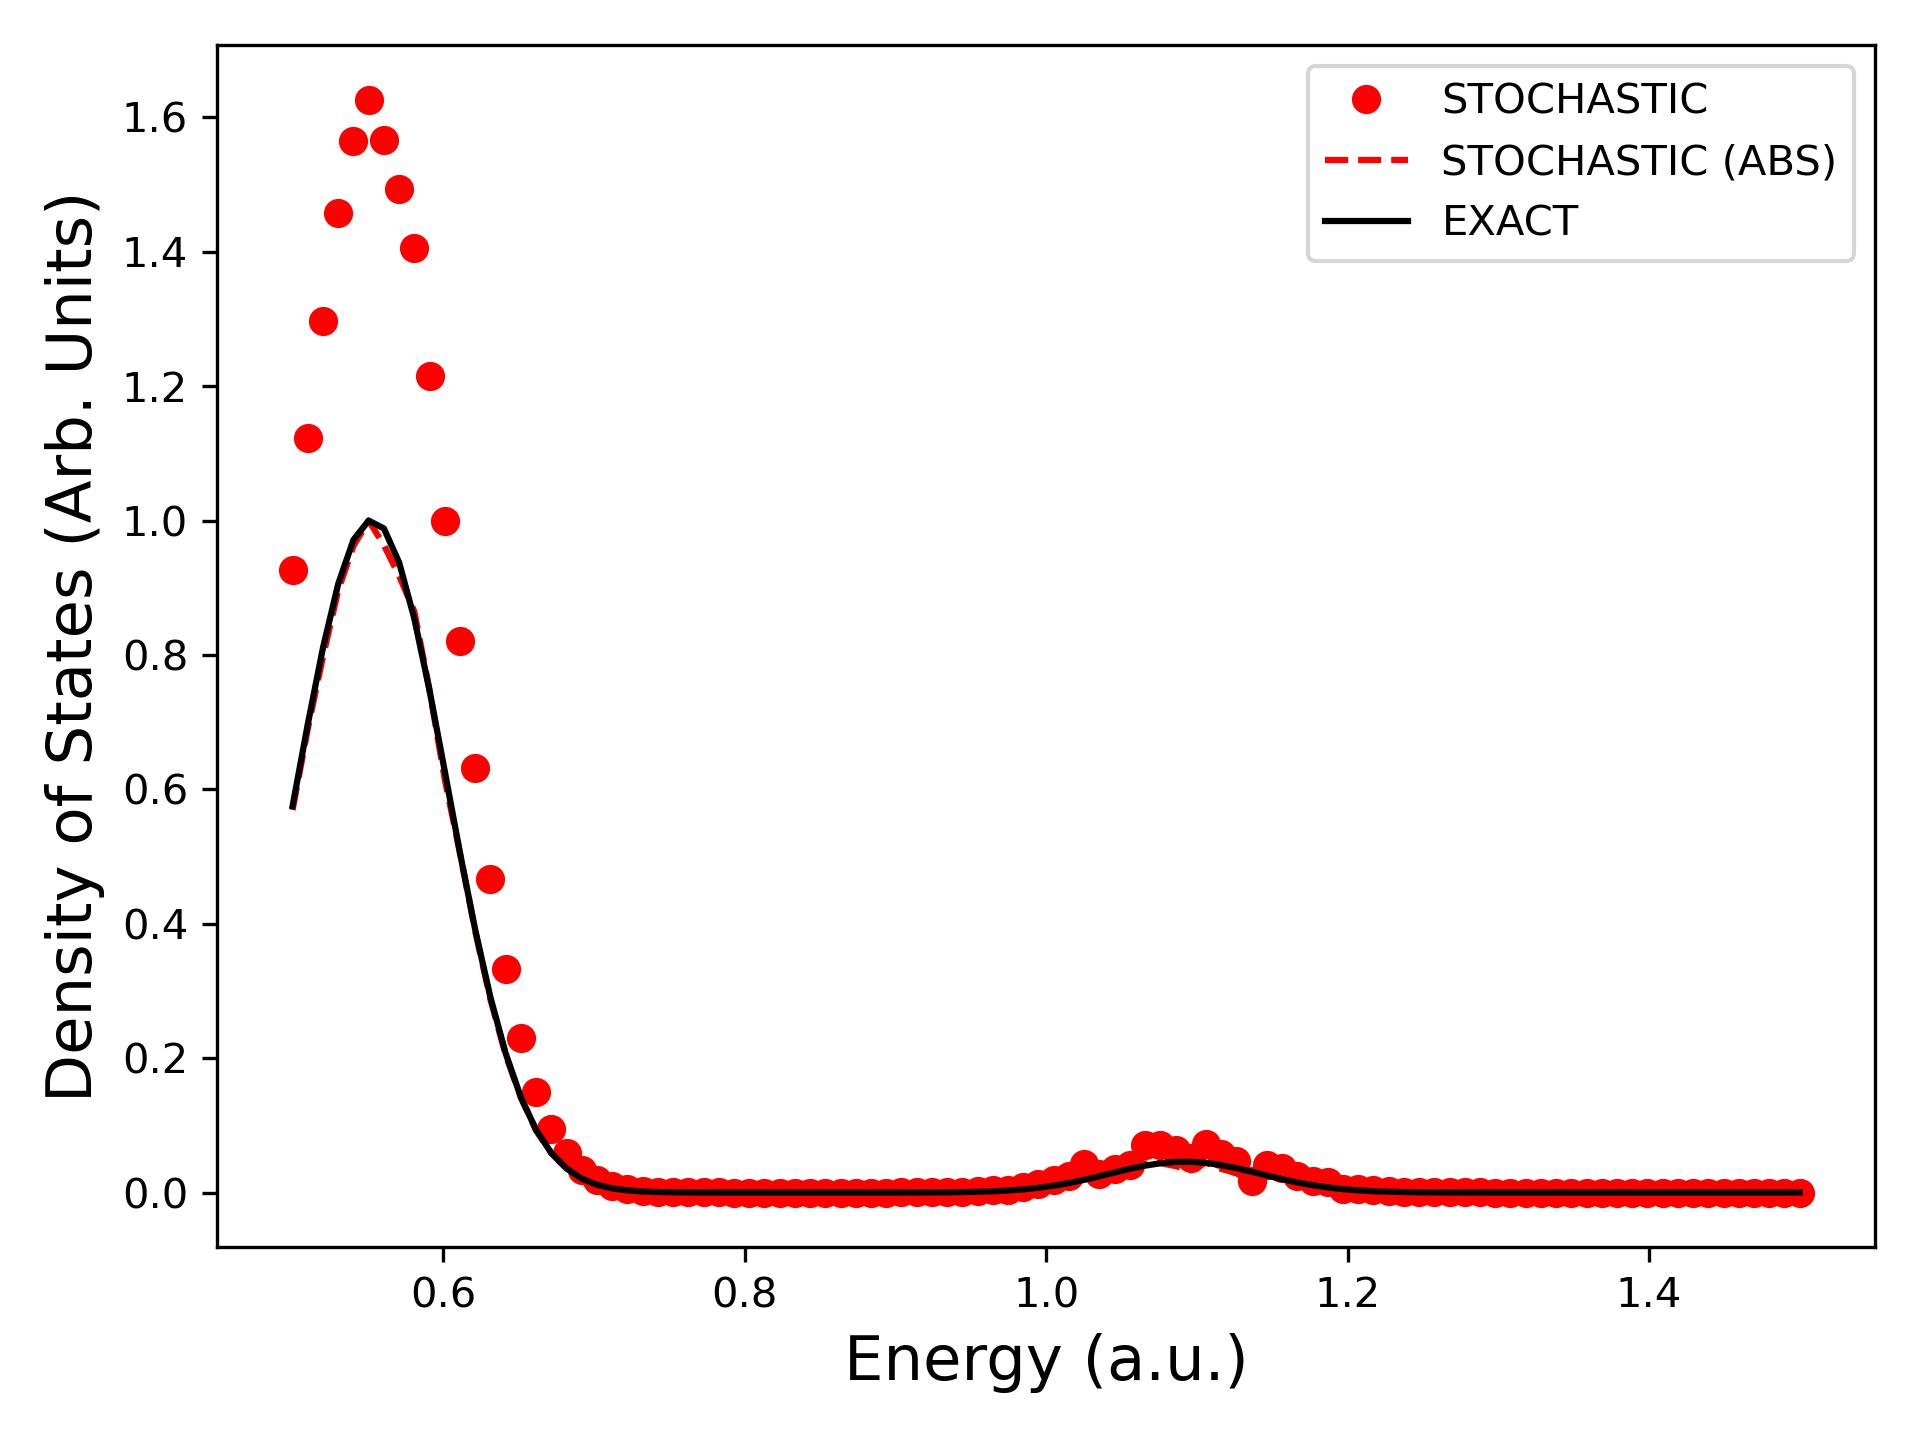 STOCHASTIC
STOCHASTIC (ABS)
EXACT
Density of States (Arb. Units)
1.6
1.4
1.2
1.0
0.8
0.6
0.4
0.2
0.0
0.6 0.8 1.0 1.2 1.4
Energy (a.u.)